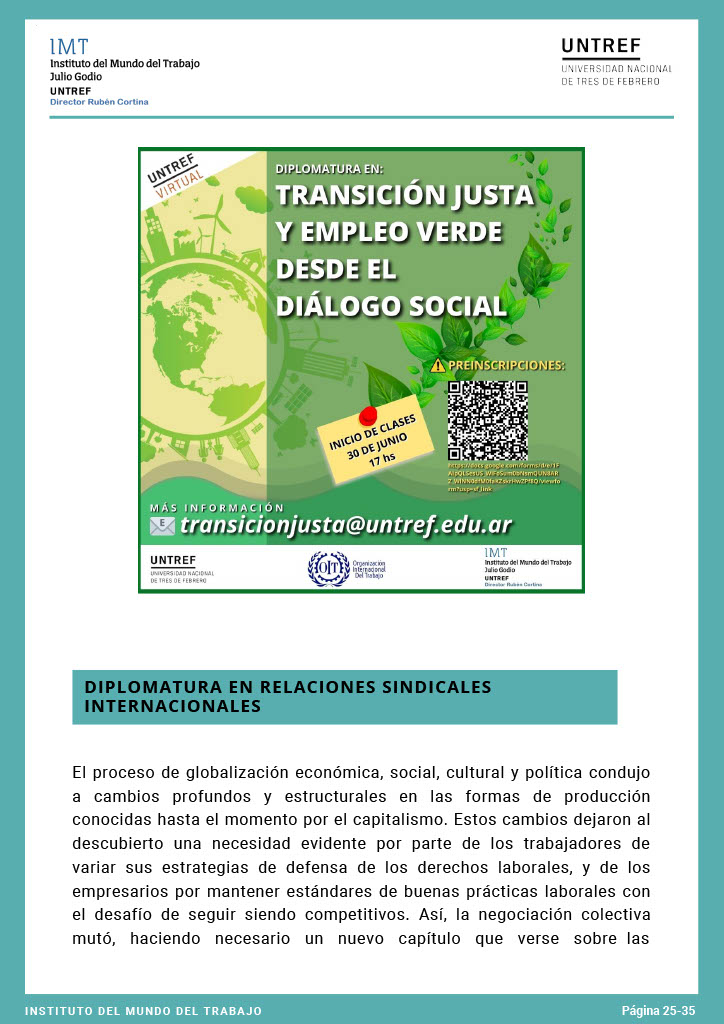 IMT
Instituto del Mundo del Trabajo
Julio Godio
UNTREF
Director Rubén Cortina
UNTREF
UNIVERSIDAD NACIONAL
DE TRES DE FEBRERO
UNTREF
VIRTUAL
DIPLOMATURA EN:
TRANSICIÓN JUSTA
Y EMPLEO VERDE
DESDE EL
DIÁLOGO SOCIAL
PREINSCRIPCIONES:
INICIO DE CLASES
30 DE JUNIO
17 hs
MÁS INFORMACIÓN
E
transicionjusta@untref.edu.ar
UNTREF
UNIVERSIDAD NACIONAL
DE TRES DE FEBRERO
OIT
Organización
Internacional
Del Trabajo
IMT
Instituto del Mundo del Trabajo
Julio Godio
UNTREF
Director Rubén Cortina
DIPLOMATURA EN RELACIONES SINDICALES
INTERNACIONALES
El proceso de globalización económica, social, cultural y política condujo
a cambios profundos y estructurales en las formas de producción
conocidas hasta el momento por el capitalismo. Estos cambios dejaron al
descubierto una necesidad evidente por parte de los trabajadores de
variar sus estrategias de defensa de los derechos laborales, y de los
empresarios por mantener estándares de buenas prácticas laborales con
el desafío de seguir siendo competitivos. Así, la negociación colectiva
mutó, haciendo necesario un nuevo capítulo que verse sobre las
INSTITUTO DEL MUNDO DEL TRABAJO
Página 25-35